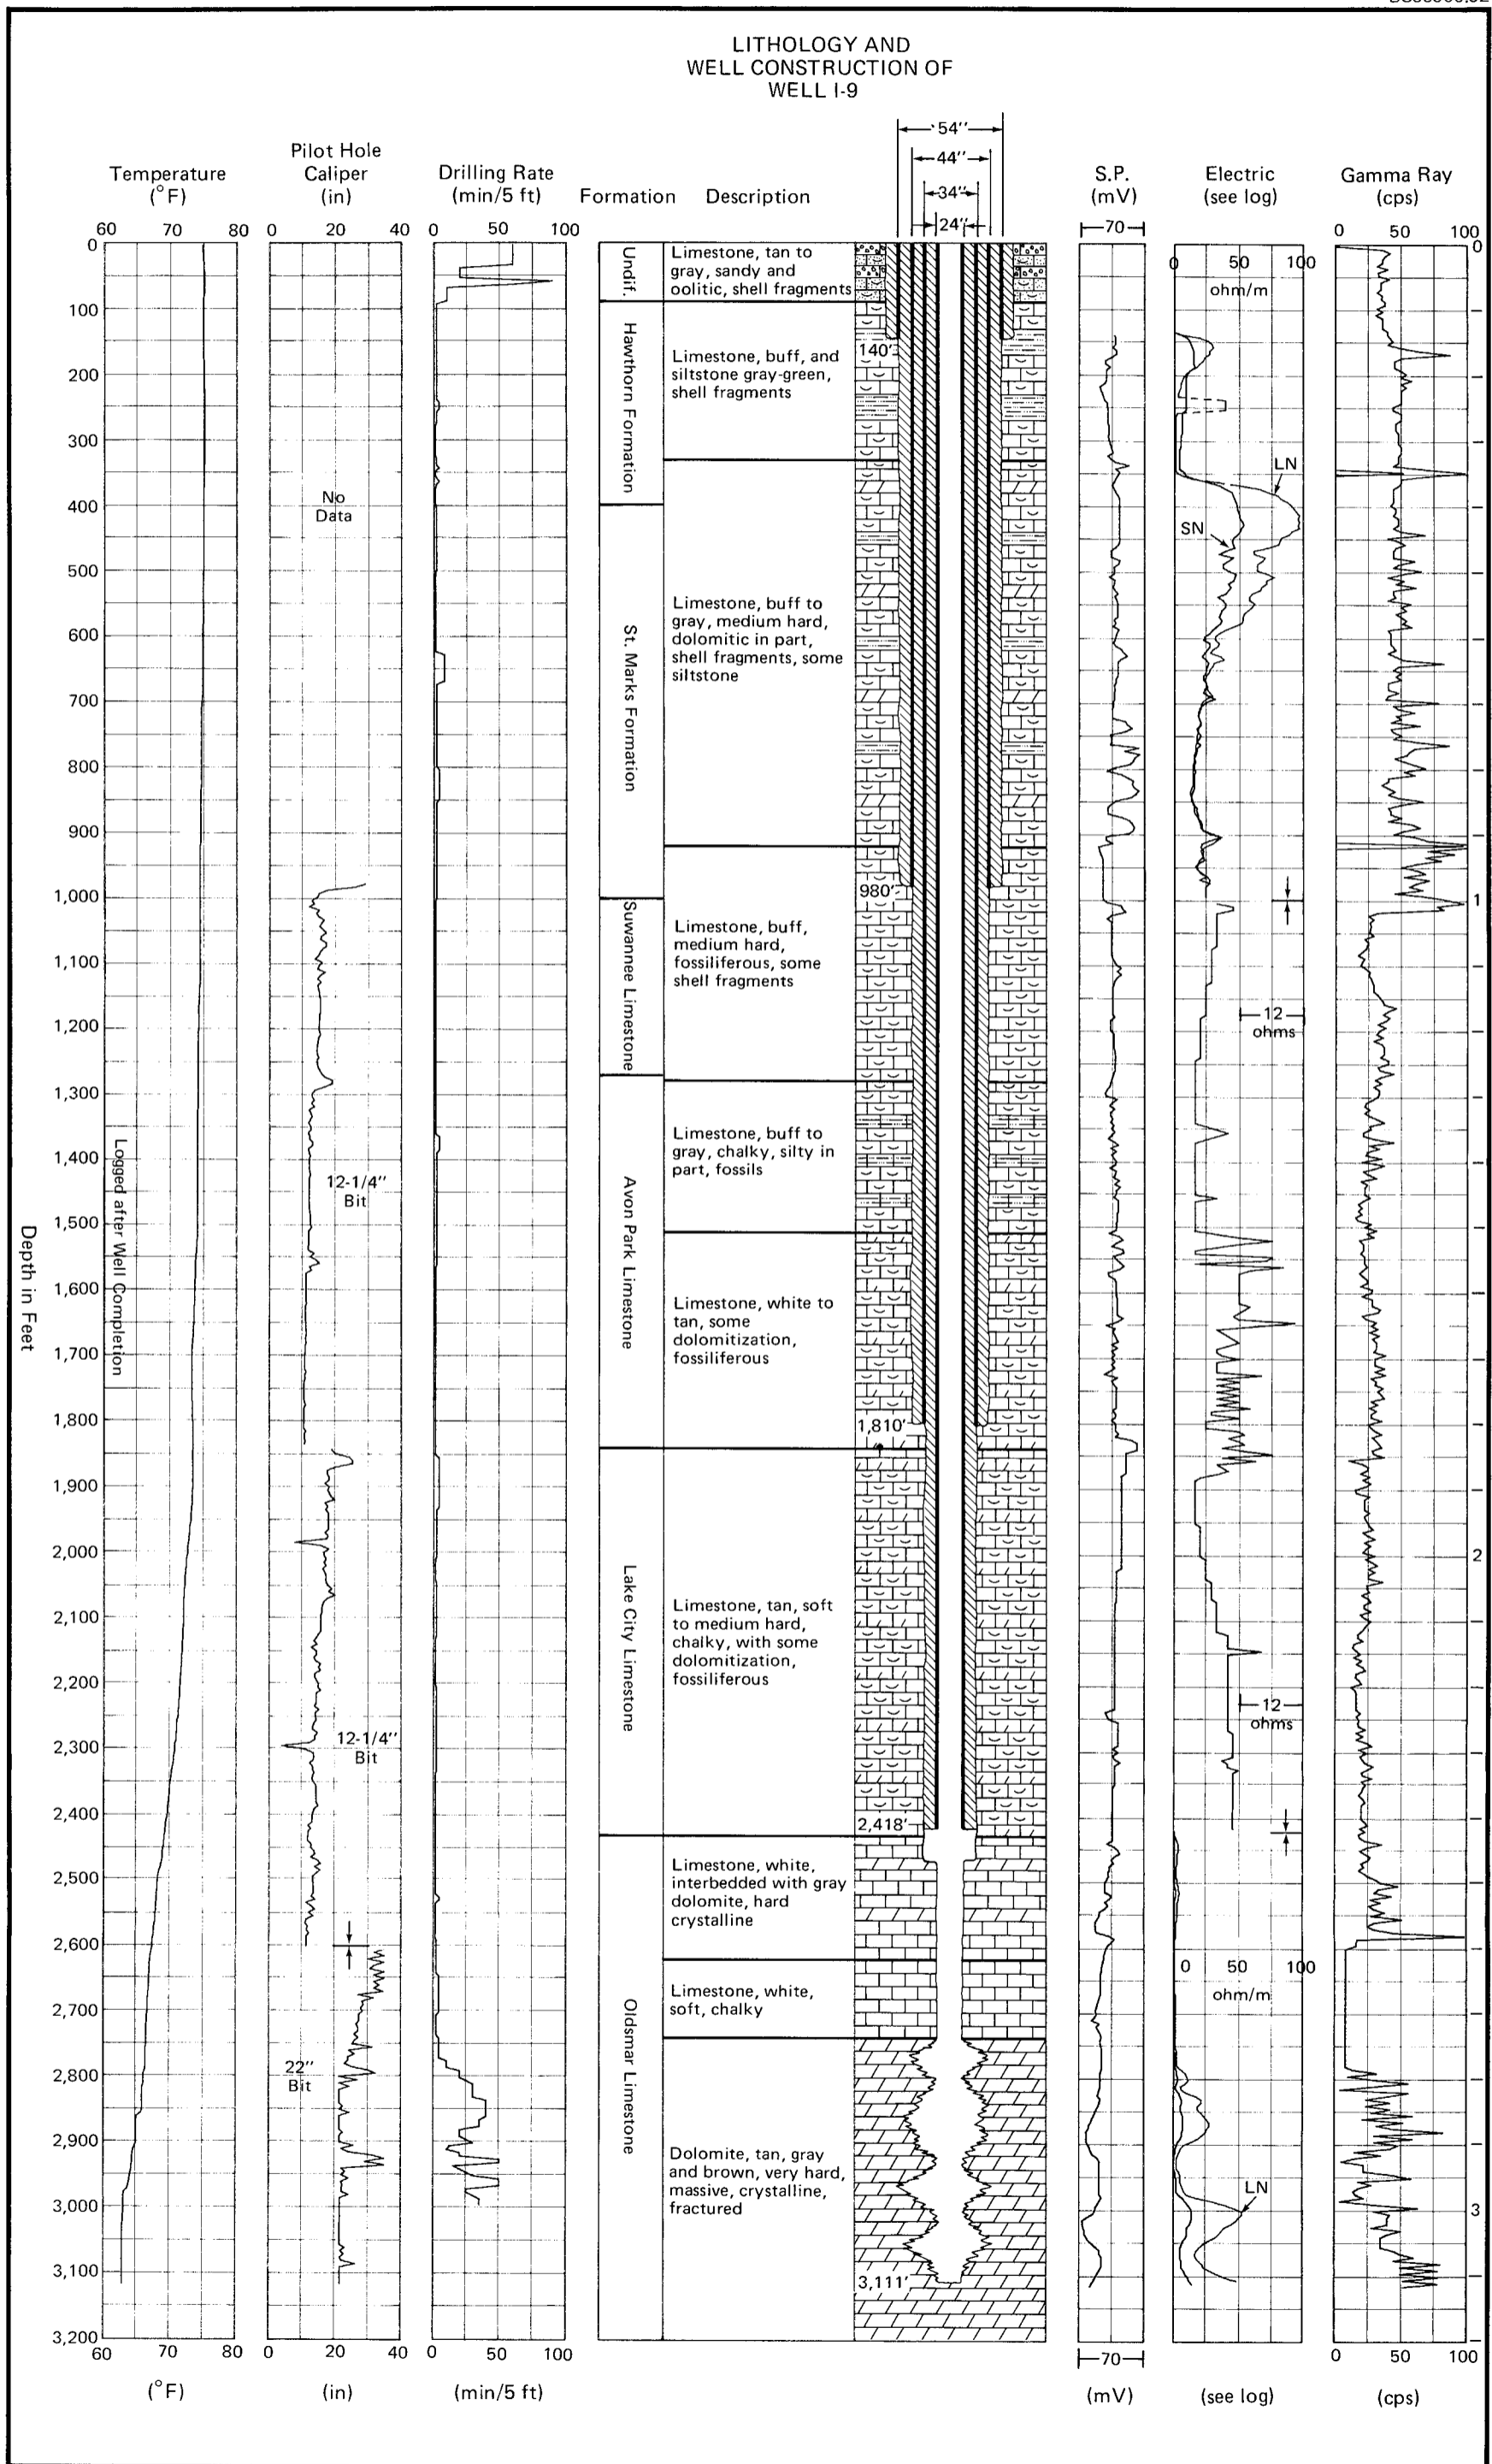 LITHOLOGY AND
WELL CONSTRUCTION OF
WELL I-9
54''
44''
34''
24''
Temperature
(°F)
Pilot Hole
Caliper
(in)
Drilling Rate
(min/5 ft)
Formation
Description
S.P.
(mV)
Electric
(see log)
Gamma Ray
(cps)
60 70 80
0 20 40
0 50 100
70
0 50 100
ohm/m
0 50 100
Depth in Feet
0
100
200
300
400
500
600
700
800
900
1,000
1,100
1,200
1,300
1,400
1,500
1,600
1,700
1,800
1,900
2,000
2,100
2,200
2,300
2,400
2,500
2,600
2,700
2,800
2,900
3,000
3,100
3,200
Logged after Well Completion
No
Data
12-1/4''
Bit
12-1/4''
Bit
22''
Bit
Undif.
Hawthorn Formation
St. Marks Formation
Suwannee Limestone
Avon Park Limestone
Lake City Limestone
Oldsmar Limestone
Limestone, tan to
gray, sandy and
oolitic, shell fragments
Limestone, buff, and
siltstone gray-green,
shell fragments
Limestone, buff to
gray, medium hard,
dolomitic in part,
shell fragments, some
siltstone
Limestone, buff,
medium hard,
fossiliferous, some
shell fragments
Limestone, buff to
gray, chalky, silty in
part, fossils
Limestone, white to
tan, some
dolomitization,
fossiliferous
Limestone, tan, soft
to medium hard,
chalky, with some
dolomitization,
fossiliferous
Limestone, white,
interbedded with gray
dolomite, hard
crystalline
Limestone, white,
soft, chalky
Dolomite, tan, gray
and brown, very hard,
massive, crystalline,
fractured
140'
980'
1,810'
2,418'
3,111'
LN
SN
12
ohms
12
ohms
0 50 100
ohm/m
LN
0
1
2
3
60 70 80
0 20 40
0 50 100
70
0 50 100
(°F)
(in)
(min/5 ft)
(mV)
(see log)
(cps)